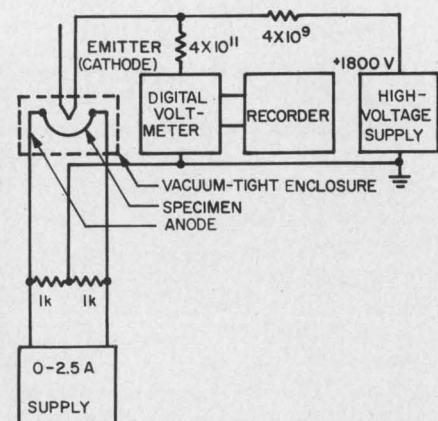 EMITTER
(CATHODE)
4X10¹¹
4X10⁹
+1800 V
DIGITAL
VOLT-
METER
RECORDER
HIGH-
VOLTAGE
SUPPLY
VACUUM-TIGHT ENCLOSURE
SPECIMEN
ANODE
1k
1k
0-2.5 A
SUPPLY